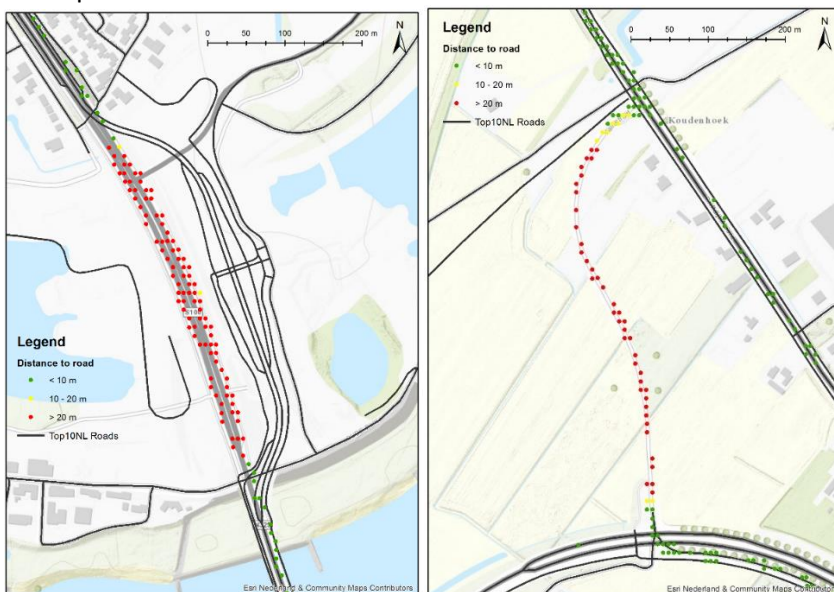 N
0 50 100 200 m
Legend
Distance to road
< 10 m
10 - 20 m
> 20 m
Top10NL Roads
Esri Nederland & Community Maps Contributors
Legend
Distance to road
< 10 m
10 - 20 m
> 20 m
Top10NL Roads
N
0 25 50 100 200 m
Koudenhoek
Esri Nederland & Community Maps Contributors